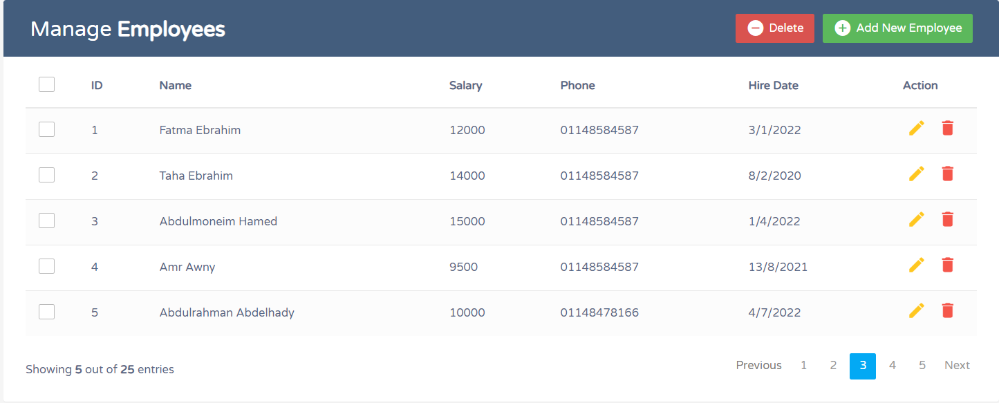 Manage Employees
Delete
Add New Employee
ID Name Salary Phone Hire Date Action
1 Fatma Ebrahim 12000 01148584587 3/1/2022
2 Taha Ebrahim 14000 01148584587 8/2/2020
3 Abdulmoneim Hamed 15000 01148584587 1/4/2022
4 Amr Awny 9500 01148584587 13/8/2021
5 Abdulrahman Abdelhady 10000 01148478166 4/7/2022
Showing 5 out of 25 entries
Previous 1 2 3 4 5 Next